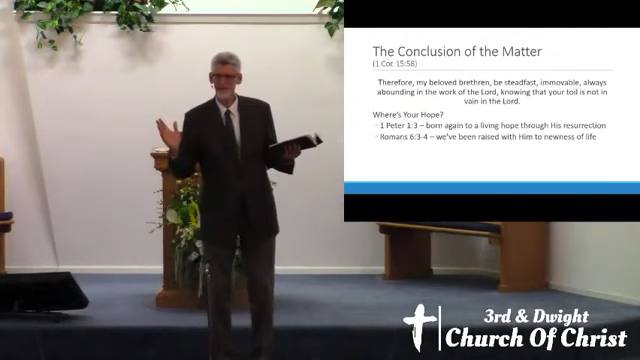 The Conclusion of the Matter
(1 Cor 15:58)
Therefore, my beloved brethren, be steadfast, immovable, always
abounding in the work of the Lord, knowing that your toil is not in
vain in the Lord.
Where's Your Hope?
1 Peter 1:3 – born again to a living hope through His resurrection
Romans 6:3-4 – we've been raised with Him to newness of life
3rd & Dwight
Church Of Christ